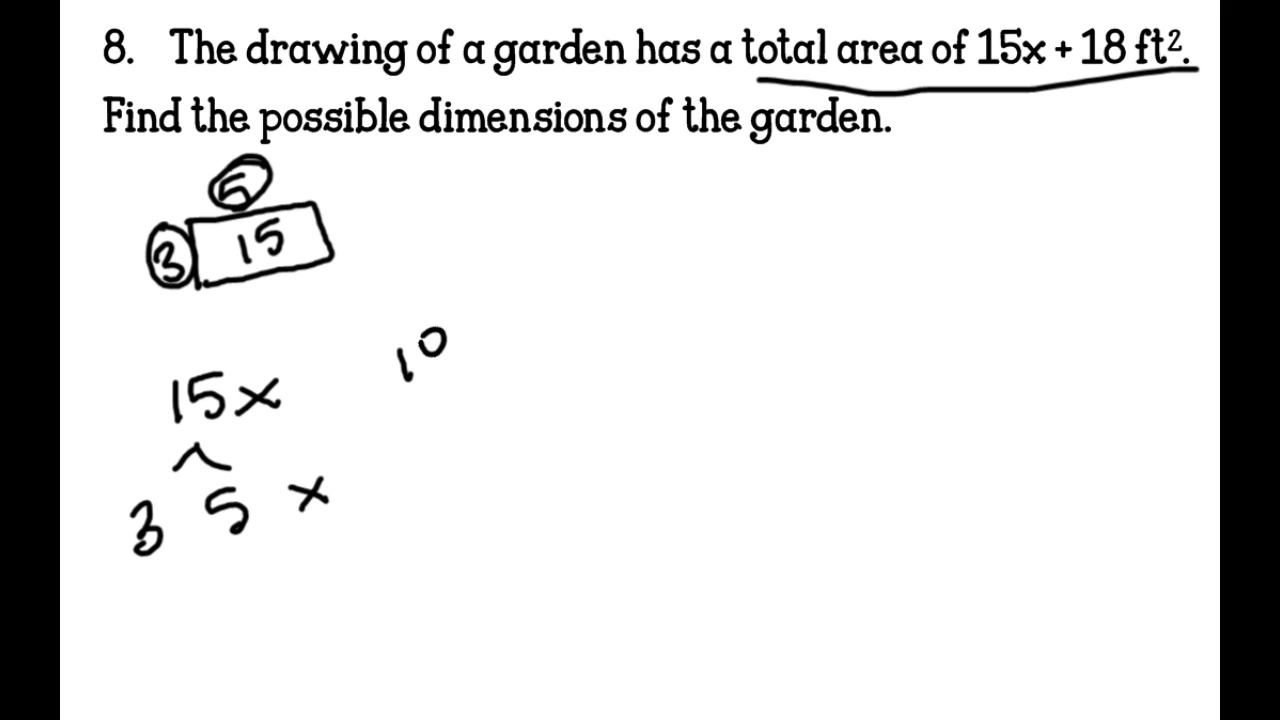 8. The drawing of a garden has a total area of 15x + 18 ft².
Find the possible dimensions of the garden.
5
3 15
15x 10
3 5 x